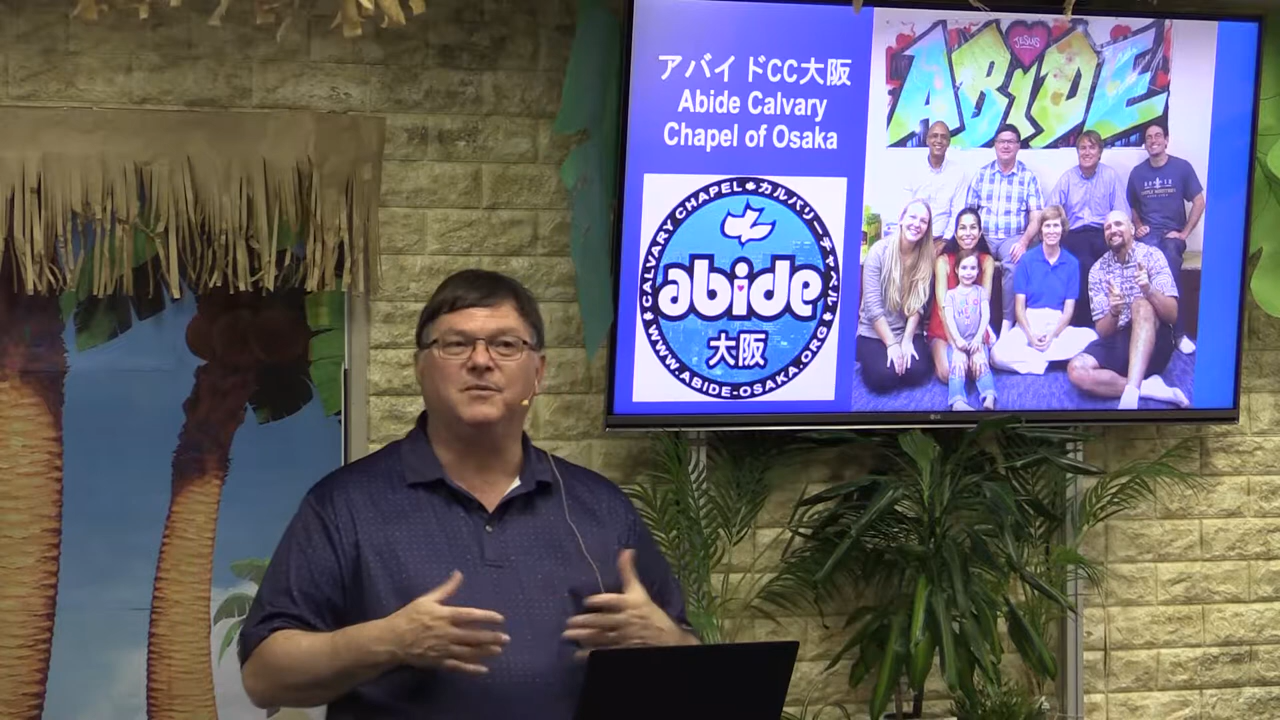 アバイドCC大阪
Abide Calvary
Chapel of Osaka
CALVARY CHAPEL
カルバリーチャペル
abide
大阪
WWW.ABIDE-OSAKA.ORG
JESUS
ABiDE
LG